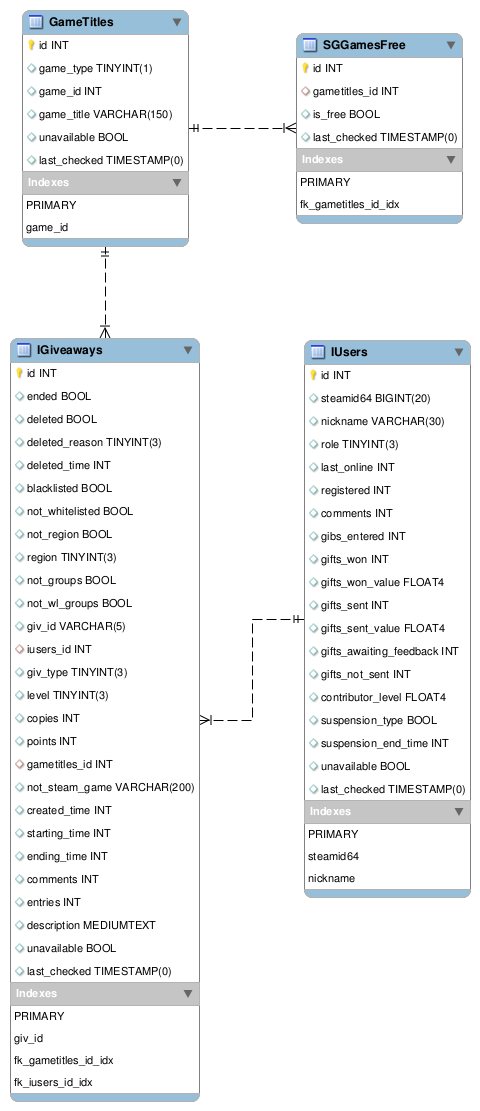 GameTitles
id INT
game_type TINYINT(1)
game_id INT
game_title VARCHAR(150)
unavailable BOOL
last_checked TIMESTAMP(0)
Indexes
PRIMARY
game_id
SGGamesFree
id INT
gametitles_id INT
is_free BOOL
last_checked TIMESTAMP(0)
Indexes
PRIMARY
fk_gametitles_id_idx
IGiveaways
id INT
ended BOOL
deleted BOOL
deleted_reason TINYINT(3)
deleted_time INT
blacklisted BOOL
not_whitelisted BOOL
not_region BOOL
region TINYINT(3)
not_groups BOOL
not_wl_groups BOOL
giv_id VARCHAR(5)
iusers_id INT
giv_type TINYINT(3)
level TINYINT(3)
copies INT
points INT
gametitles_id INT
not_steam_game VARCHAR(200)
created_time INT
starting_time INT
ending_time INT
comments INT
entries INT
description MEDIUMTEXT
unavailable BOOL
last_checked TIMESTAMP(0)
Indexes
PRIMARY
giv_id
fk_gametitles_id_idx
fk_iusers_id_idx
IUsers
id INT
steamid64 BIGINT(20)
nickname VARCHAR(30)
role TINYINT(3)
last_online INT
registered INT
comments INT
gibs_entered INT
gifts_won INT
gifts_won_value FLOAT4
gifts_sent INT
gifts_sent_value FLOAT4
gifts_awaiting_feedback INT
gifts_not_sent INT
contributor_level FLOAT4
suspension_type BOOL
suspension_end_time INT
unavailable BOOL
last_checked TIMESTAMP(0)
Indexes
PRIMARY
steamid64
nickname